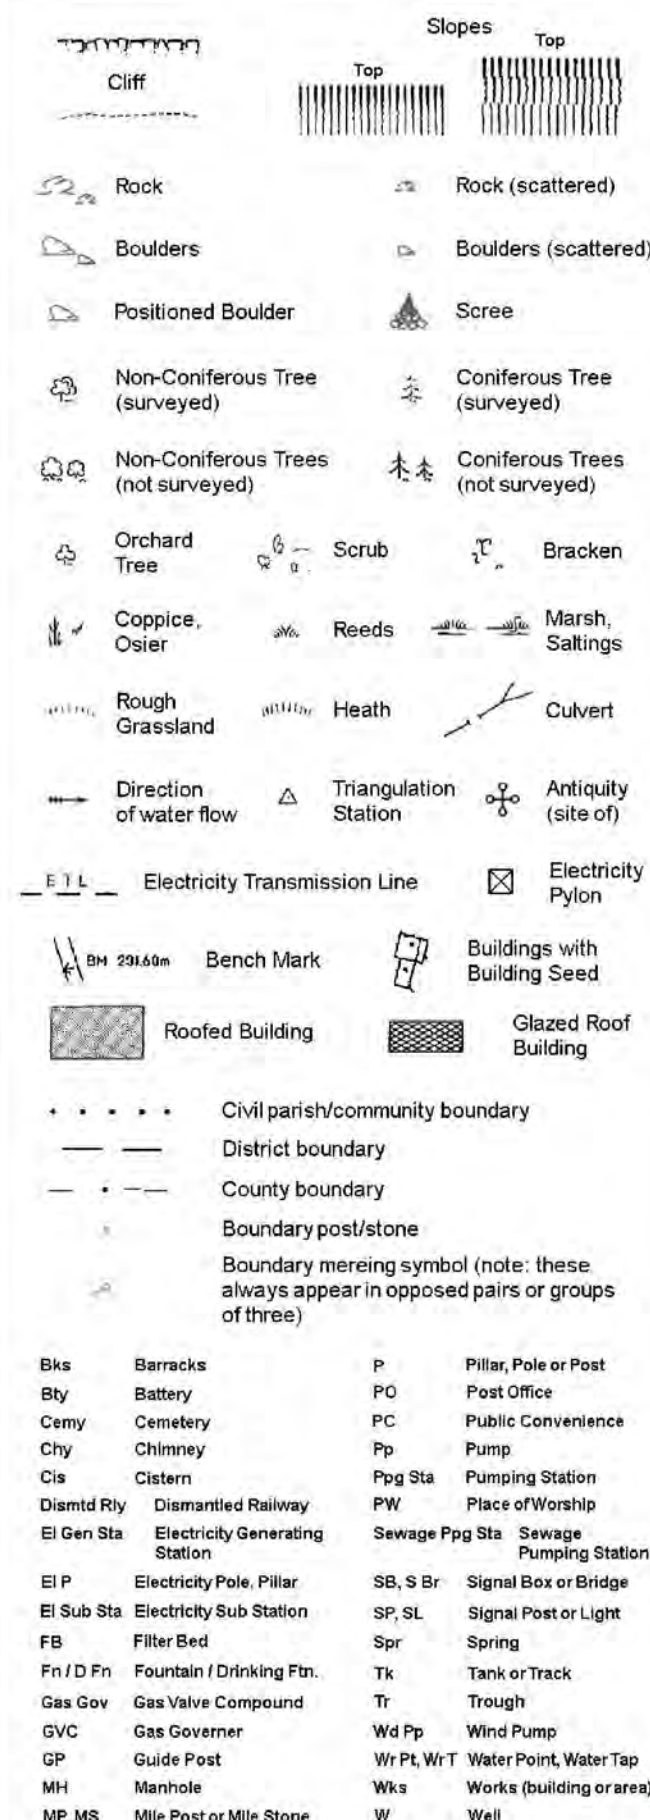 Slopes
Top
Top
Cliff
Rock
Rock (scattered)
Boulders
Boulders (scattered)
Positioned Boulder
Scree
Non-Coniferous Tree
(surveyed)
Coniferous Tree
(surveyed)
Non-Coniferous Trees
(not surveyed)
Coniferous Trees
(not surveyed)
Orchard
Tree
Scrub
Bracken
Coppice,
Osier
Reeds
Marsh,
Saltings
Rough
Grassland
Heath
Culvert
Direction
of water flow
Triangulation
Station
Antiquity
(site of)
E T L
Electricity Transmission Line
Electricity
Pylon
BM 231.60m
Bench Mark
Buildings with
Building Seed
Roofed Building
Glazed Roof
Building
Civil parish/community boundary
District boundary
County boundary
Boundary post/stone
Boundary mereing symbol (note: these
always appear in opposed pairs or groups
of three)
Bks Barracks P Pillar, Pole or Post
Bty Battery PO Post Office
Cemy Cemetery PC Public Convenience
Chy Chimney Pp Pump
Cis Cistern Ppg Sta Pumping Station
Dismtd Rly Dismantled Railway PW Place of Worship
El Gen Sta Electricity Generating
Station
Sewage Ppg Sta Sewage
Pumping Station
El P Electricity Pole, Pillar SB, S Br Signal Box or Bridge
El Sub Sta Electricity Sub Station SP, SL Signal Post or Light
FB Filter Bed Spr Spring
Fn / D Fn Fountain / Drinking Ftn. Tk Tank or Track
Gas Gov Gas Valve Compound Tr Trough
GVC Gas Governer Wd Pp Wind Pump
GP Guide Post Wr Pt, Wr T Water Point, Water Tap
MH Manhole Wks Works (building or area)
MP, MS Mile Post or Mile Stone W Well